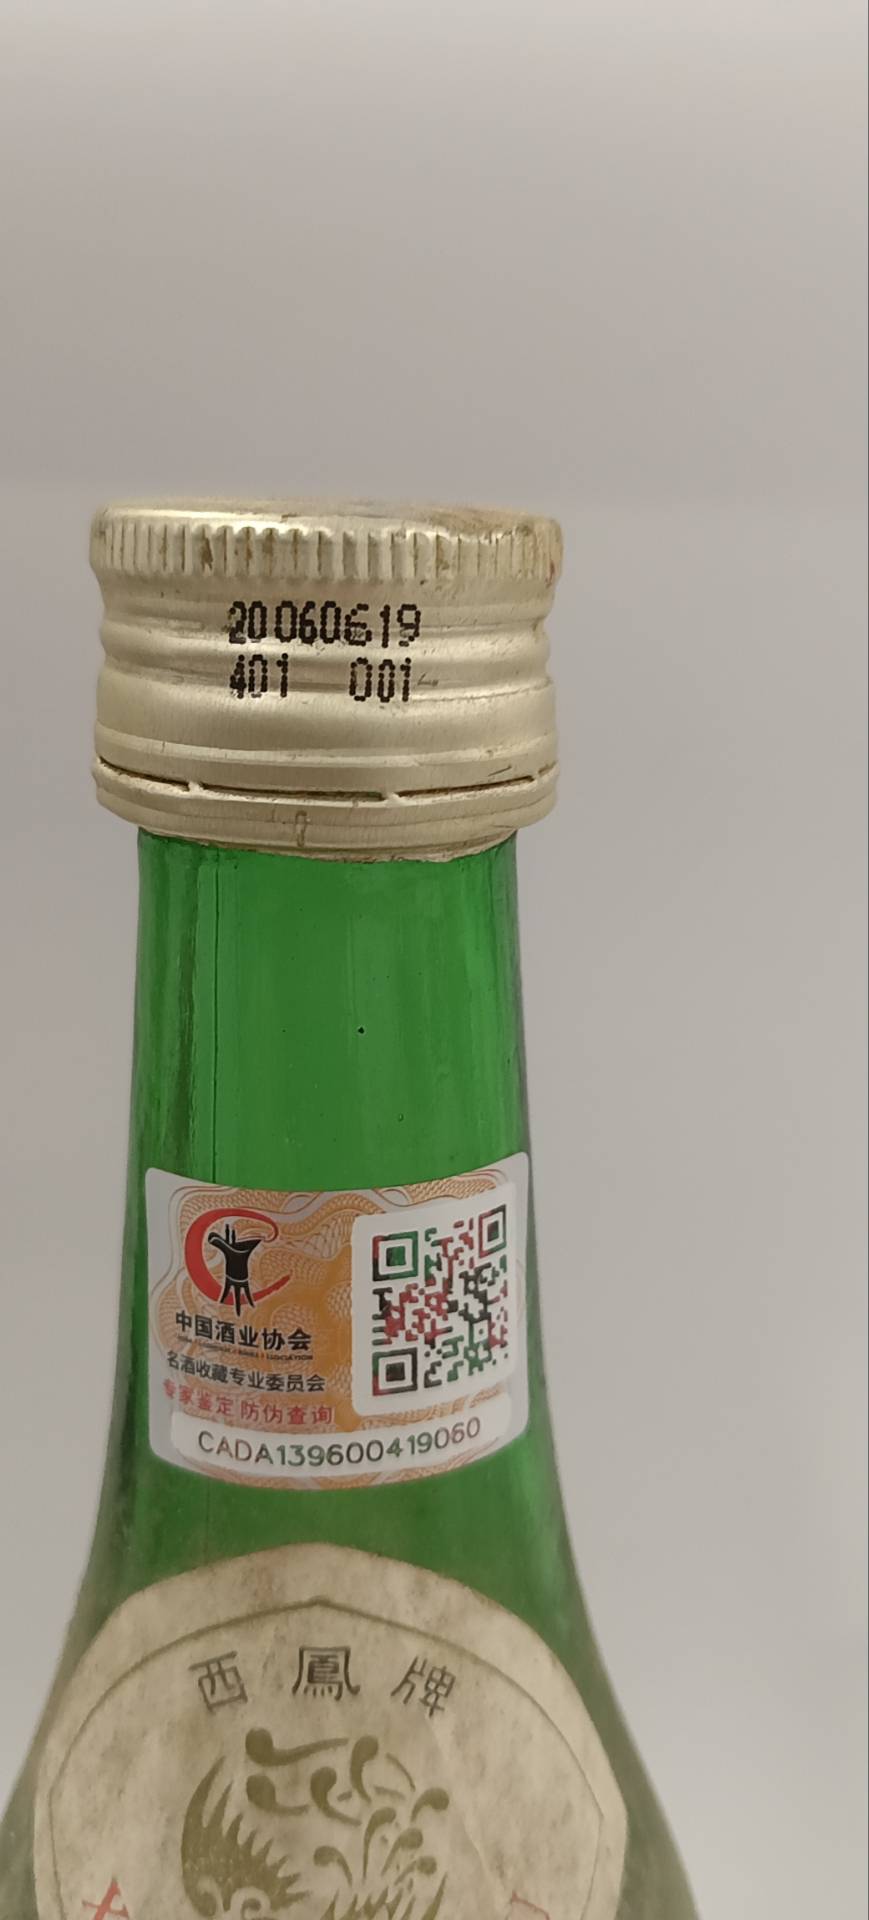 20060619
401 001
中国酒业协会
名酒收藏专业委员会
专家鉴定防伪查询
CADA139600419060
西鳳牌